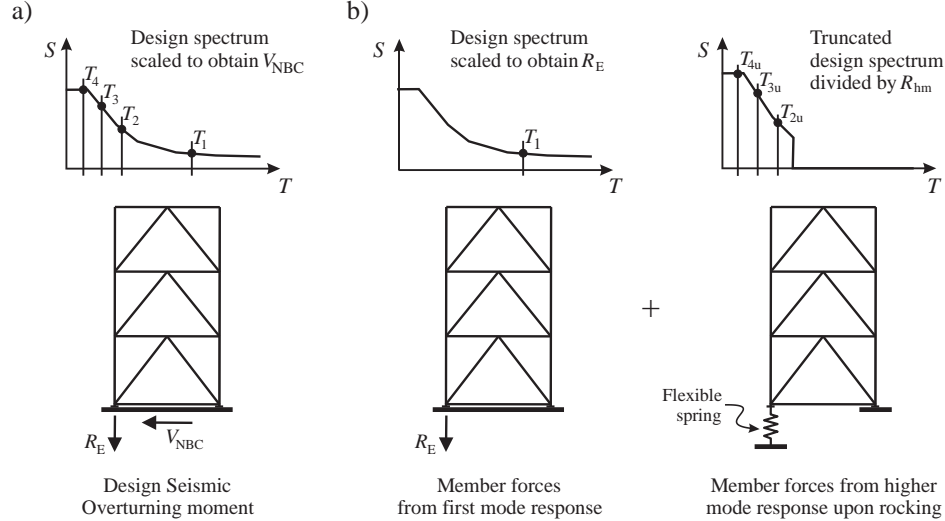 a)
Design spectrum
scaled to obtain V_NBC
S
T_4
T_3
T_2
T_1
T
R_E
V_NBC
Design Seismic
Overturning moment
b)
Design spectrum
scaled to obtain R_E
S
T_1
T
R_E
Member forces
from first mode response
+
Truncated
design spectrum
divided by R_hm
S
T_4u
T_3u
T_2u
T
Flexible
spring
Member forces from higher
mode response upon rocking